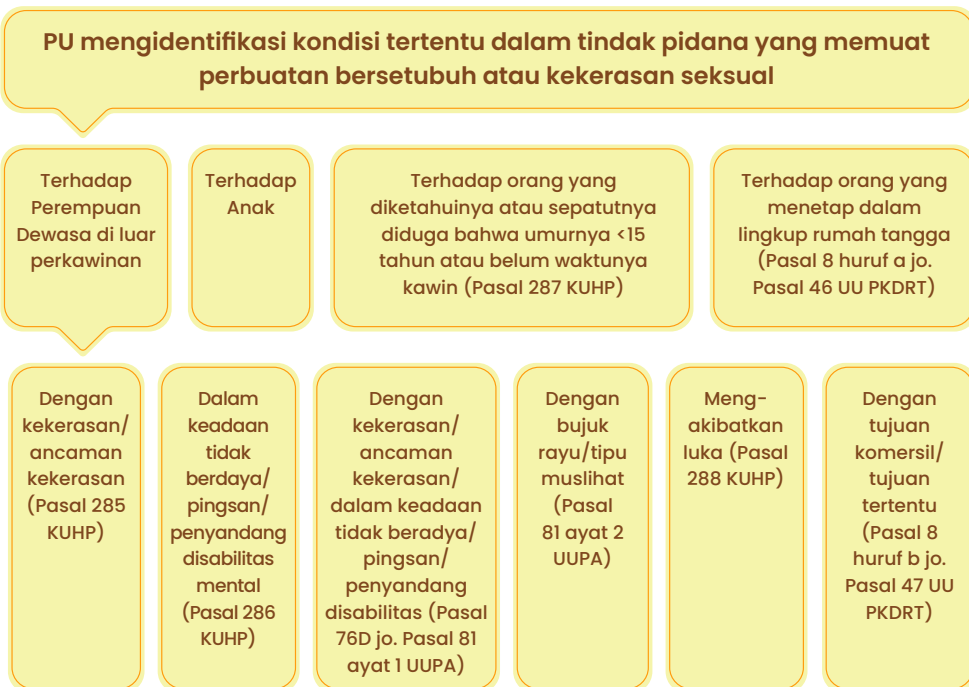 PU mengidentifikasi kondisi tertentu dalam tindak pidana yang memuat
perbuatan bersetubuh atau kekerasan seksual
Terhadap
Perempuan
Dewasa di luar
perkawinan
Terhadap
Anak
Terhadap orang yang
diketahuinya atau sepatutnya
diduga bahwa umurnya <15
tahun atau belum waktunya
kawin (Pasal 287 KUHP)
Terhadap orang yang
menetap dalam
lingkup rumah tangga
(Pasal 8 huruf a jo.
Pasal 46 UU PKDRT)
Dengan
kekerasan/
ancaman
kekerasan
(Pasal 285
KUHP)
Dalam
keadaan
tidak
berdaya/
pingsan/
penyandang
disabilitas
mental
(Pasal 286
KUHP)
Dengan
kekerasan/
ancaman
kekerasan/
dalam keadaan
tidak beradya/
pingsan/
penyandang
disabilitas (Pasal
76D jo. Pasal 81
ayat 1 UUPA)
Dengan
bujuk
rayu/tipu
muslihat
(Pasal
81 ayat 2
UUPA)
Meng-
akibatkan
luka (Pasal
288 KUHP)
Dengan
tujuan
komersil/
tujuan
tertentu
(Pasal 8
huruf b jo.
Pasal 47 UU
PKDRT)